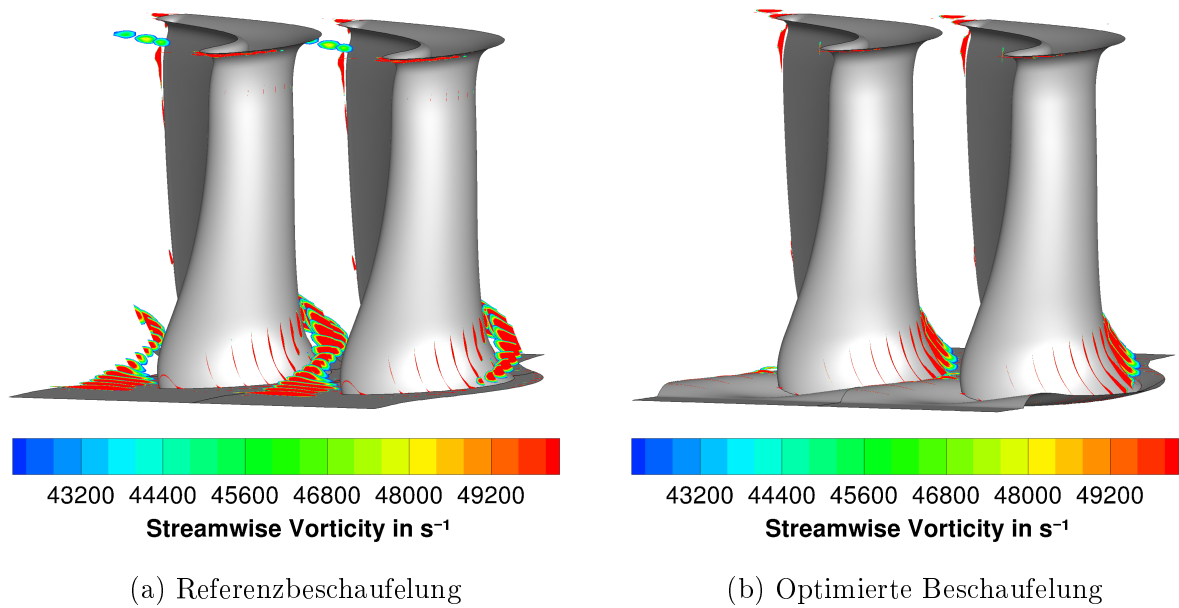 43200 44400 45600 46800 48000 49200
Streamwise Vorticity in s⁻¹
(a) Referenzbeschaufelung
43200 44400 45600 46800 48000 49200
Streamwise Vorticity in s⁻¹
(b) Optimierte Beschaufelung